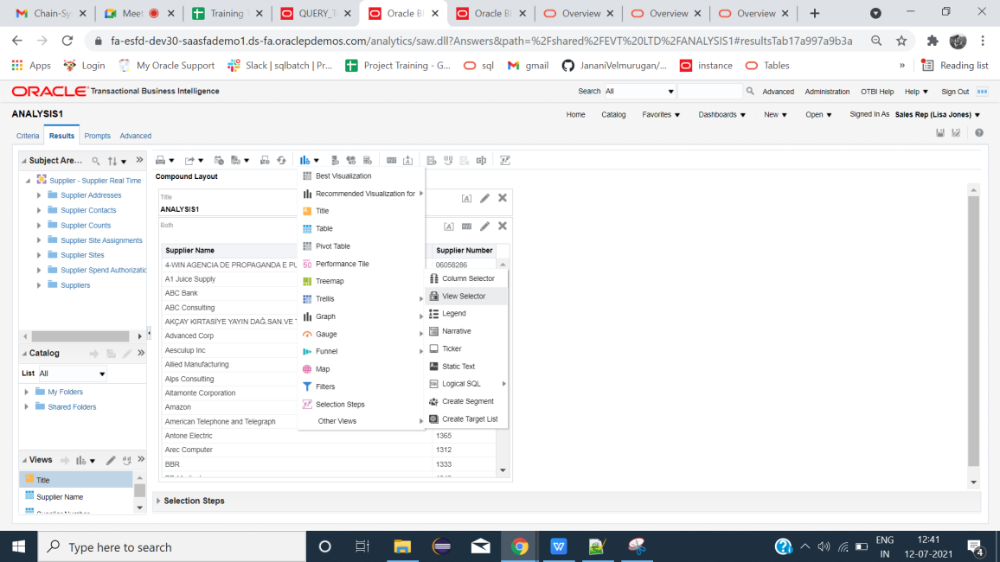 Chain-Sy
Meet
Training
QUERY_T
Oracle BI
Oracle BI
Overview
Overview
Overview
fa-esfd-dev30-saasfademo1.ds-fa.oraclepdemos.com/analytics/saw.dll?Answers&path=%2Fshared%2FEVT%20LTD%2FANALYSIS1#resultsTab17a997a9b3a
Apps
Login
My Oracle Support
Slack | sqlbatch | Pr...
Project Training - G...
sql
gmail
JananiVelmurugan/...
instance
Tables
»
Reading list
ORACLE Transactional Business Intelligence
Search All
Advanced
Administration
OTBI Help
Help
Sign Out
ANALYSIS1
Home
Catalog
Favorites
Dashboards
New
Open
Signed In As Sales Rep (Lisa Jones)
Criteria
Results
Prompts
Advanced
Subject Are...
Supplier - Supplier Real Time
Supplier Addresses
Supplier Contacts
Supplier Counts
Supplier Site Assignments
Supplier Sites
Supplier Spend Authorizatio
Suppliers
Catalog
List All
My Folders
Shared Folders
Views
Title
Supplier Name
Compound Layout
Title
ANALYSIS1
Both
Supplier Name
Supplier Number
4-WIN AGENCIA DE PROPAGANDA E PU
06058286
A1 Juice Supply
ABC Bank
ABC Consulting
AKÇAY KIRTASİYE YAYIN DAĞ.SAN.VE T
Advanced Corp
Aesculup Inc
Allied Manufacturing
Alps Consulting
Altamonte Corporation
Amazon
American Telephone and Telegraph
Antone Electric
1365
Arec Computer
1312
BBR
1333
Best Visualization
Recommended Visualization for
Title
Table
Pivot Table
50 Performance Tile
Treemap
Trellis
Graph
Gauge
Funnel
Map
Filters
Selection Steps
Other Views
Column Selector
View Selector
Legend
Narrative
Ticker
Static Text
Logical SQL
Create Segment
Create Target List
Selection Steps
Type here to search
ENG
IN
12:41
12-07-2021
4